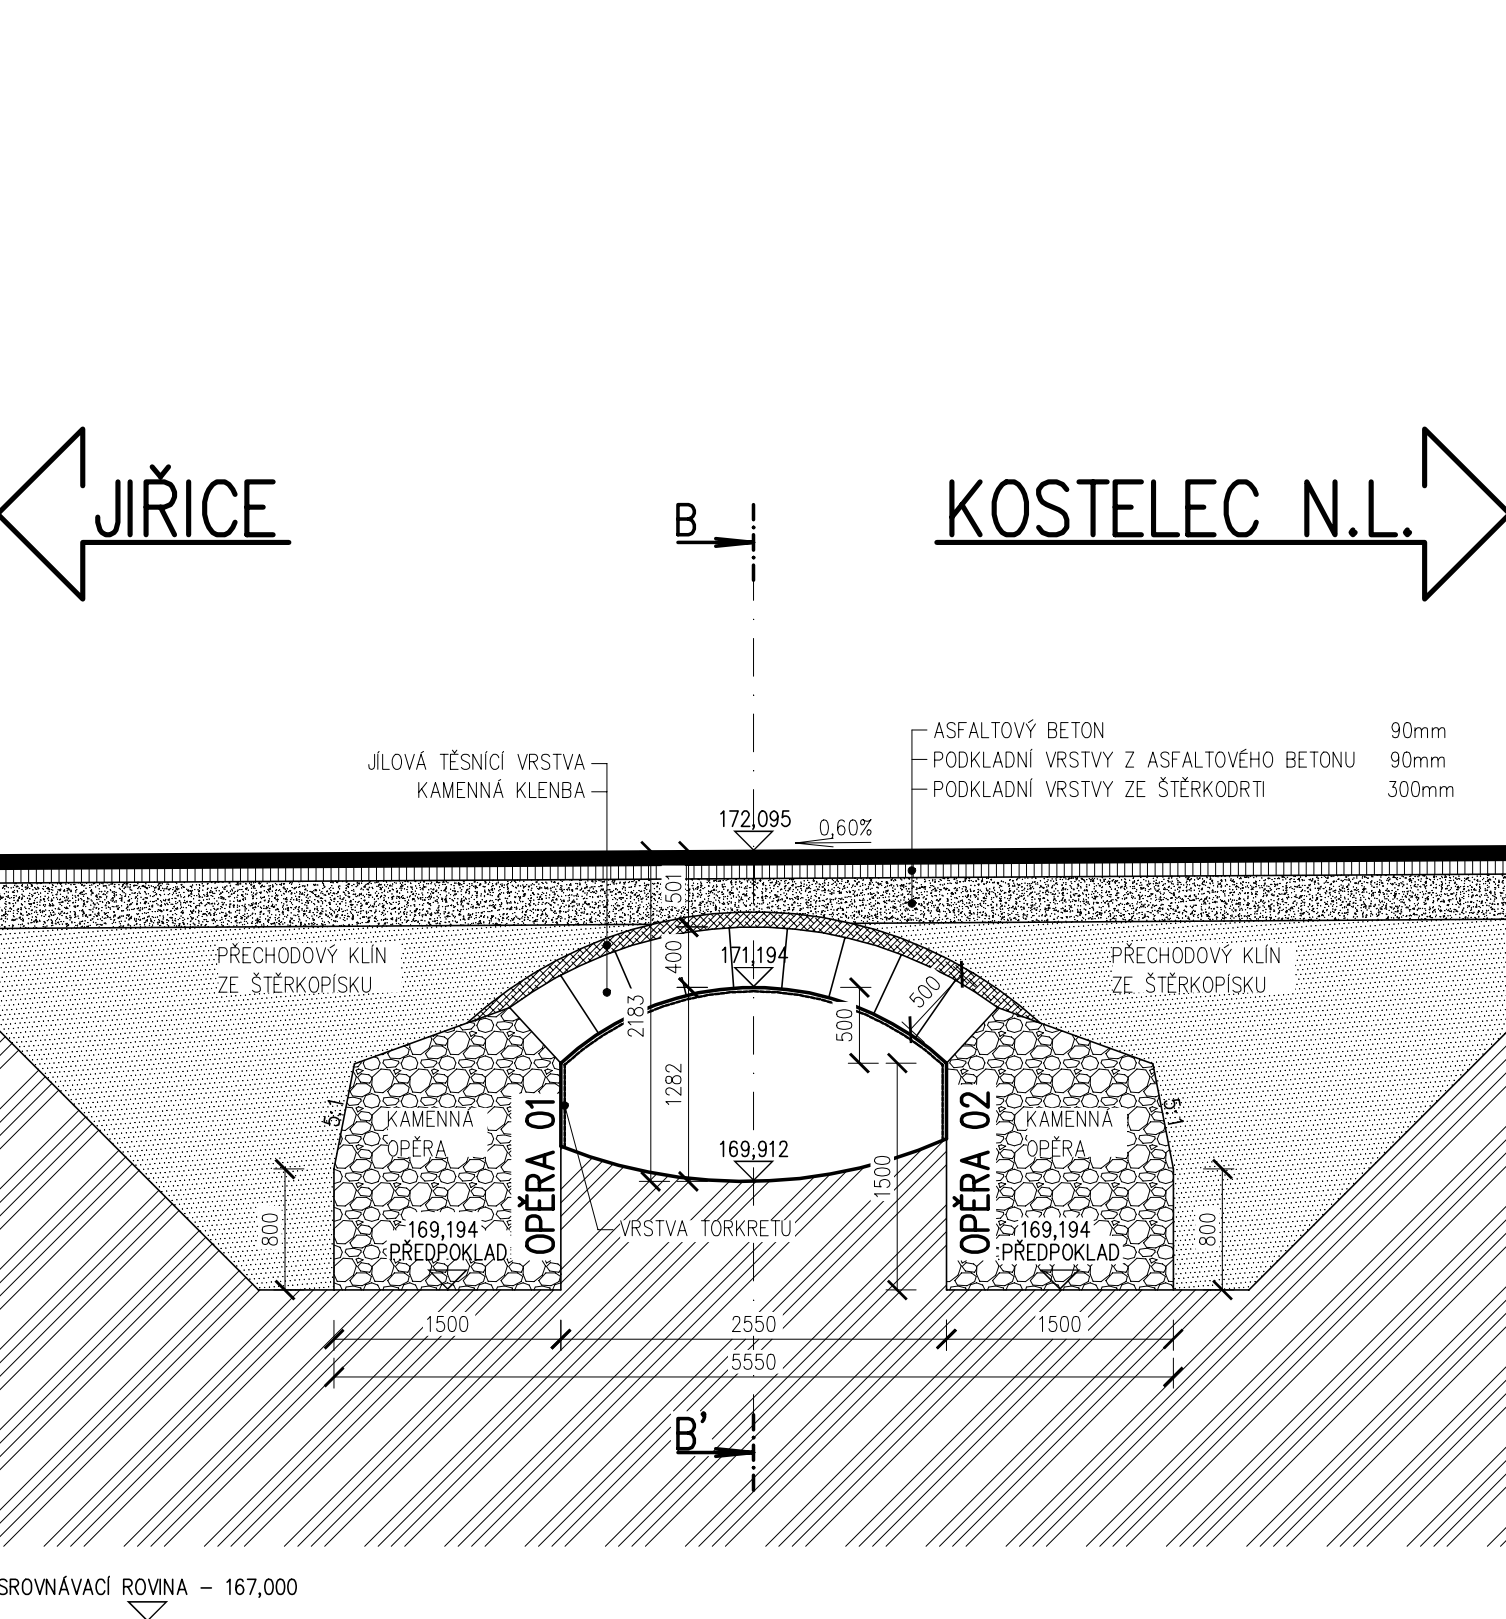 JIŘICE
B
KOSTELEC N.L.
ASFALTOVÝ BETON 90mm
PODKLADNÍ VRSTVY Z ASFALTOVÉHO BETONU 90mm
PODKLADNÍ VRSTVY ZE ŠTĚRKODRTI 300mm
JÍLOVÁ TĚSNÍCÍ VRSTVA
KAMENNÁ KLENBA
172,095
0,60%
501
PŘECHODOVÝ KLÍN
ZE ŠTĚRKOPÍSKU
400
171,194
500
PŘECHODOVÝ KLÍN
ZE ŠTĚRKOPÍSKU
2183
500
1282
5:1
KAMENNÁ
OPĚRA
OPĚRA 01
169,912
1500
OPĚRA 02
KAMENNÁ
OPĚRA
5:1
800
169,194
PŘEDPOKLAD
VRSTVA TORKRETU
169,194
PŘEDPOKLAD
800
1500
2550
1500
5550
B'
SROVNÁVACÍ ROVINA – 167,000